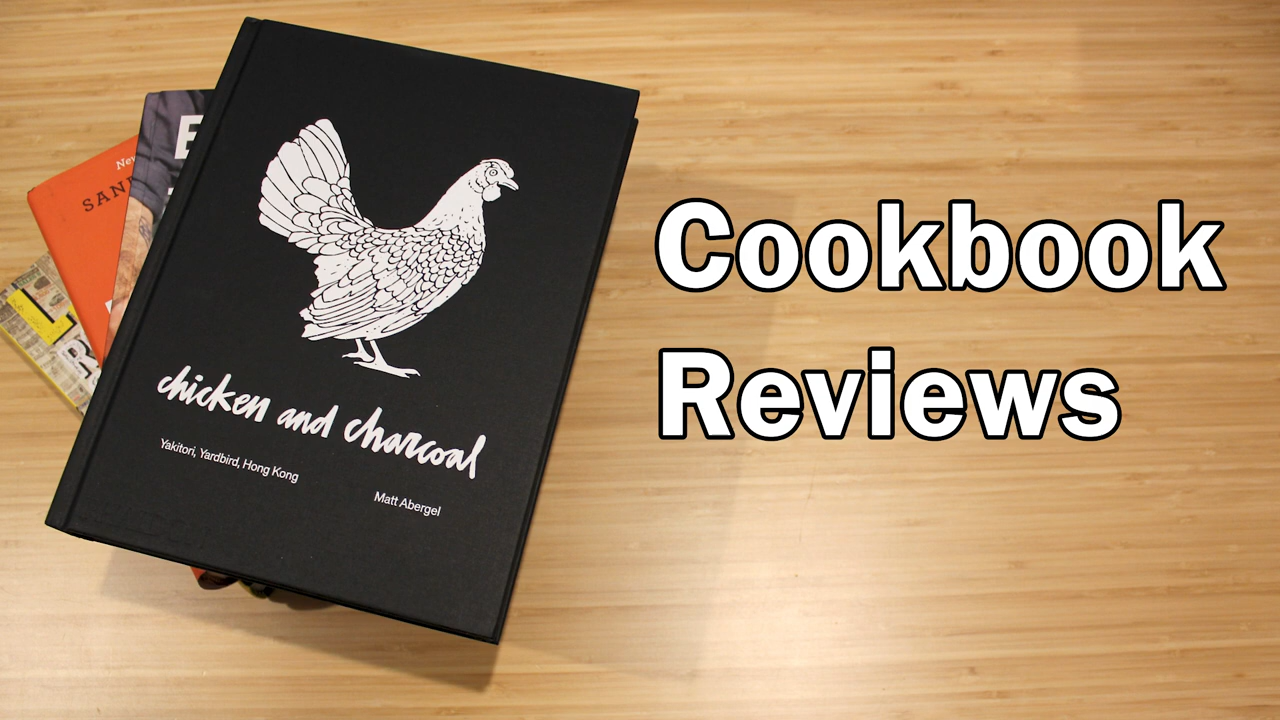 chicken and charcoal
Yakitori, Yardbird, Hong Kong
Matt Abergel
Cookbook
Reviews